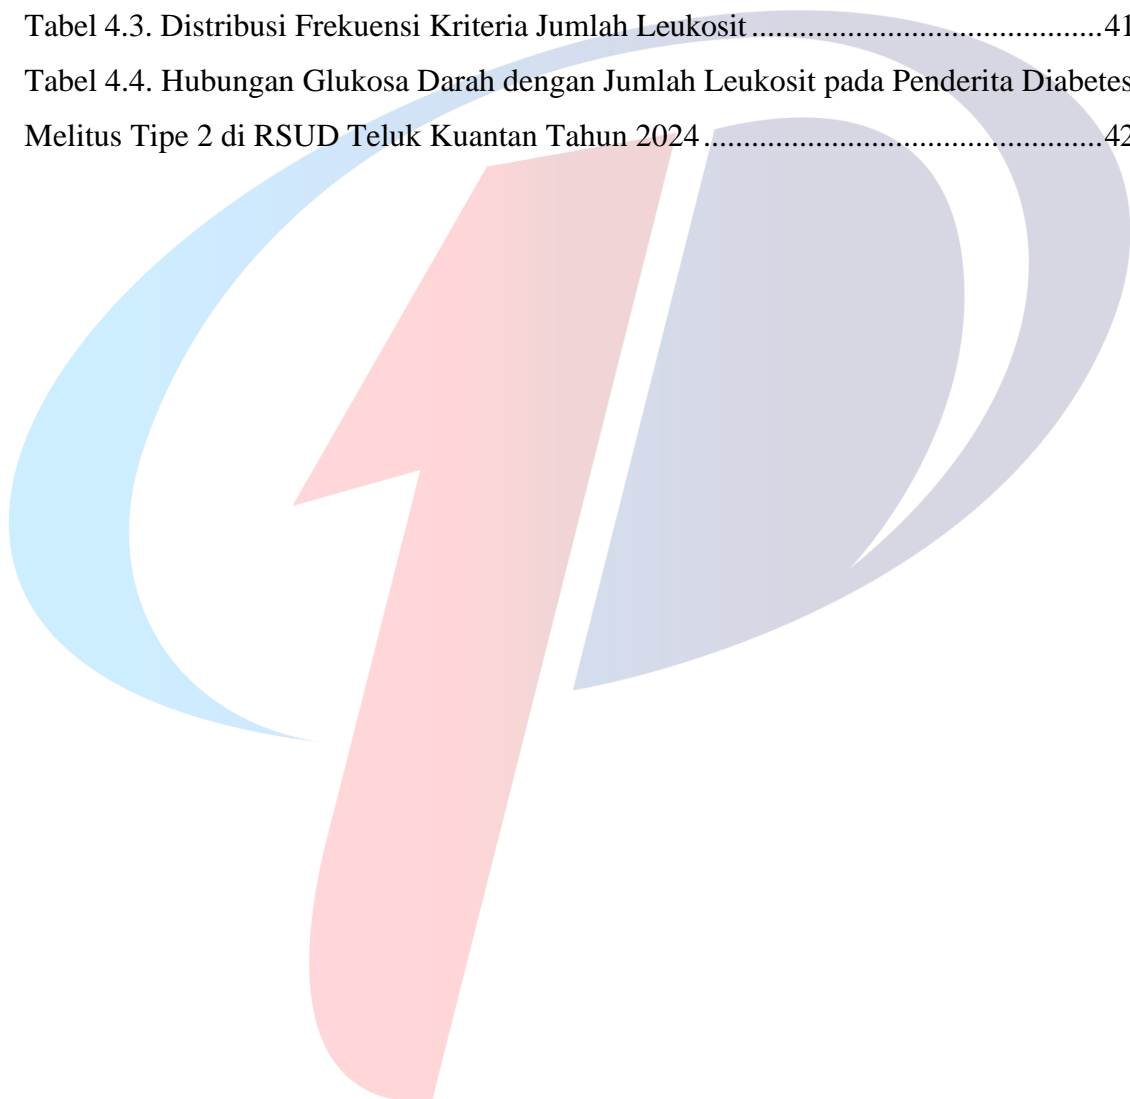 Tabel 4.3. Distribusi Frekuensi Kriteria Jumlah Leukosit.......................................41
Tabel 4.4. Hubungan Glukosa Darah dengan Jumlah Leukosit pada Penderita Diabetes
Melitus Tipe 2 di RSUD Teluk Kuantan Tahun 2024............................................42